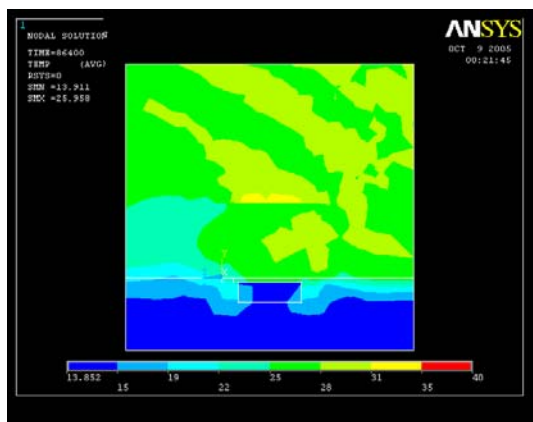 1
NODAL SOLUTION
TIME=86400
TEMP (AVG)
RSYS=0
SMN =13.911
SMX =25.958
ANSYS
OCT 9 2005
00:21:45
Y
X
13.852 15 19 22 25 28 31 35 40